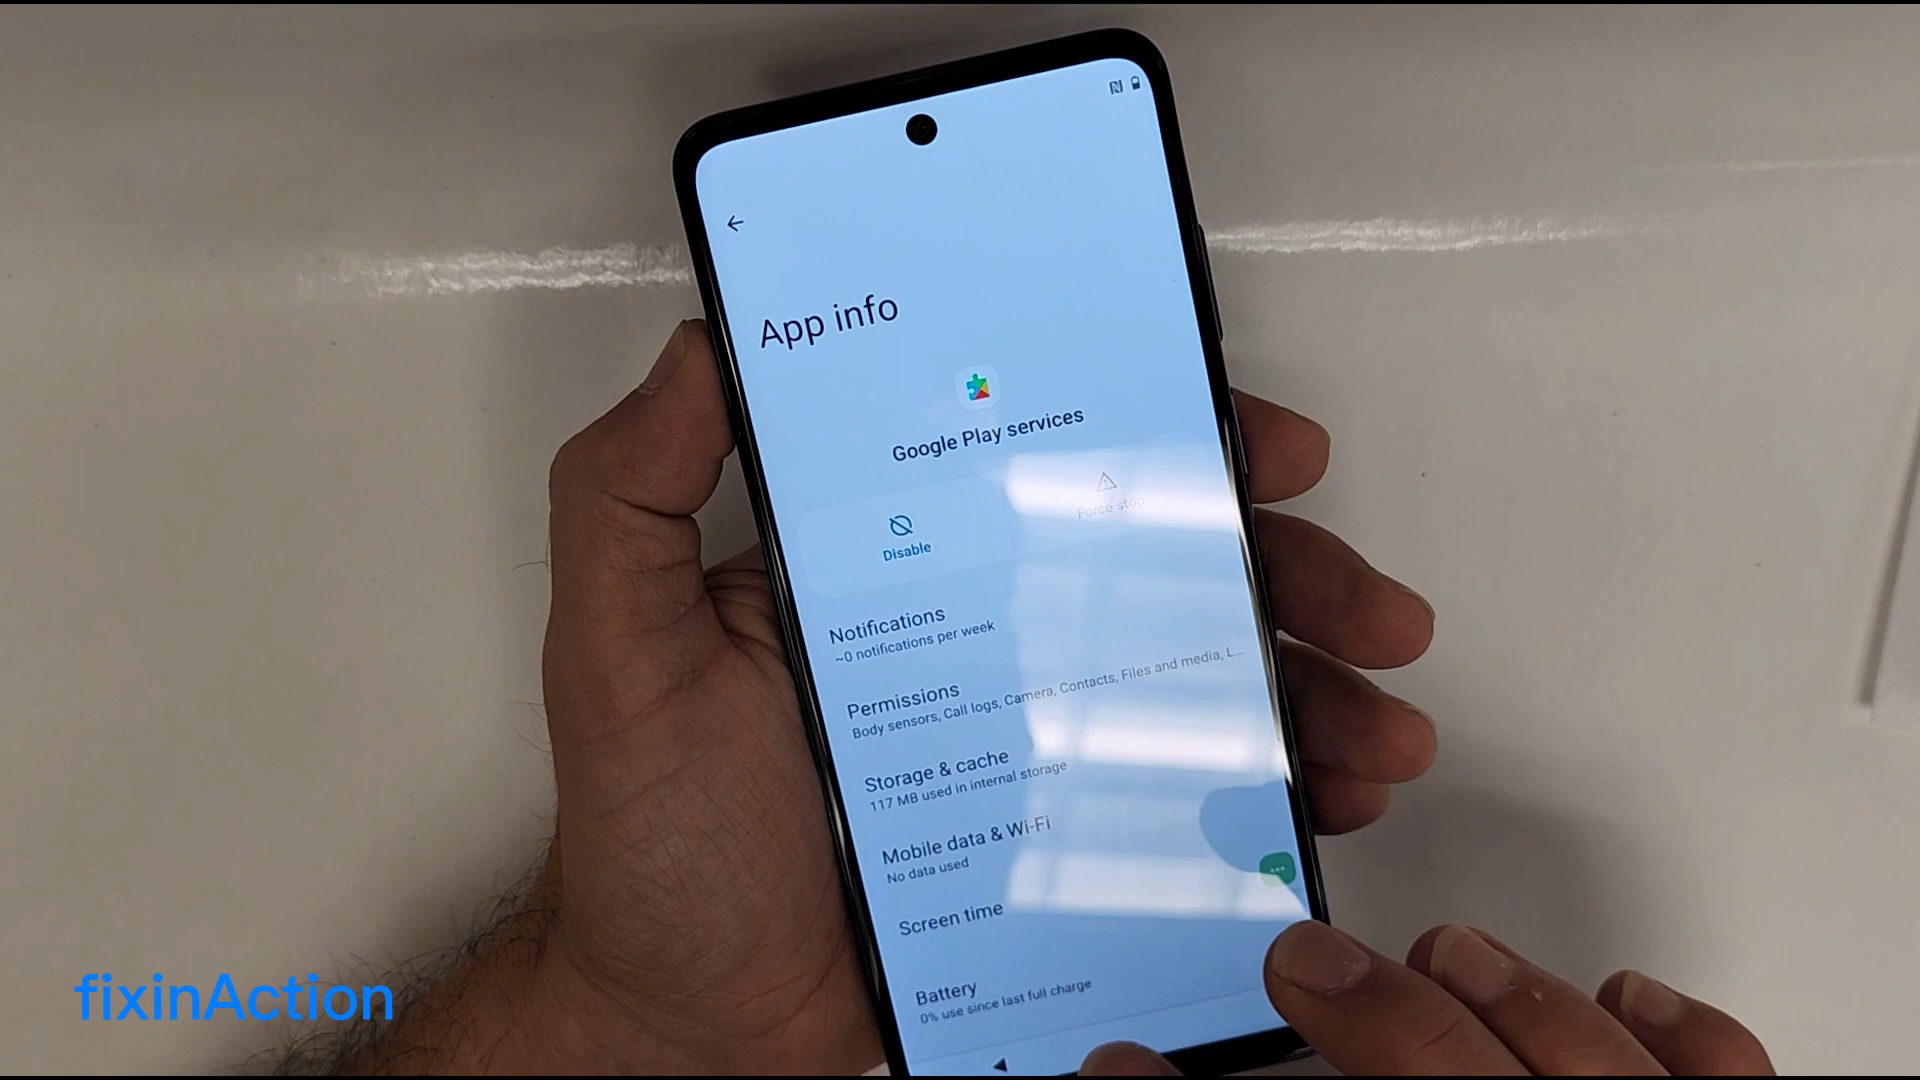 App info
Google Play services
Disable
Force stop
Notifications
~0 notifications per week
Permissions
Body sensors, Call logs, Camera, Contacts, Files and media, L...
Storage & cache
117 MB used in internal storage
Mobile data & Wi-Fi
No data used
Screen time
Battery
0% use since last full charge
fixinAction